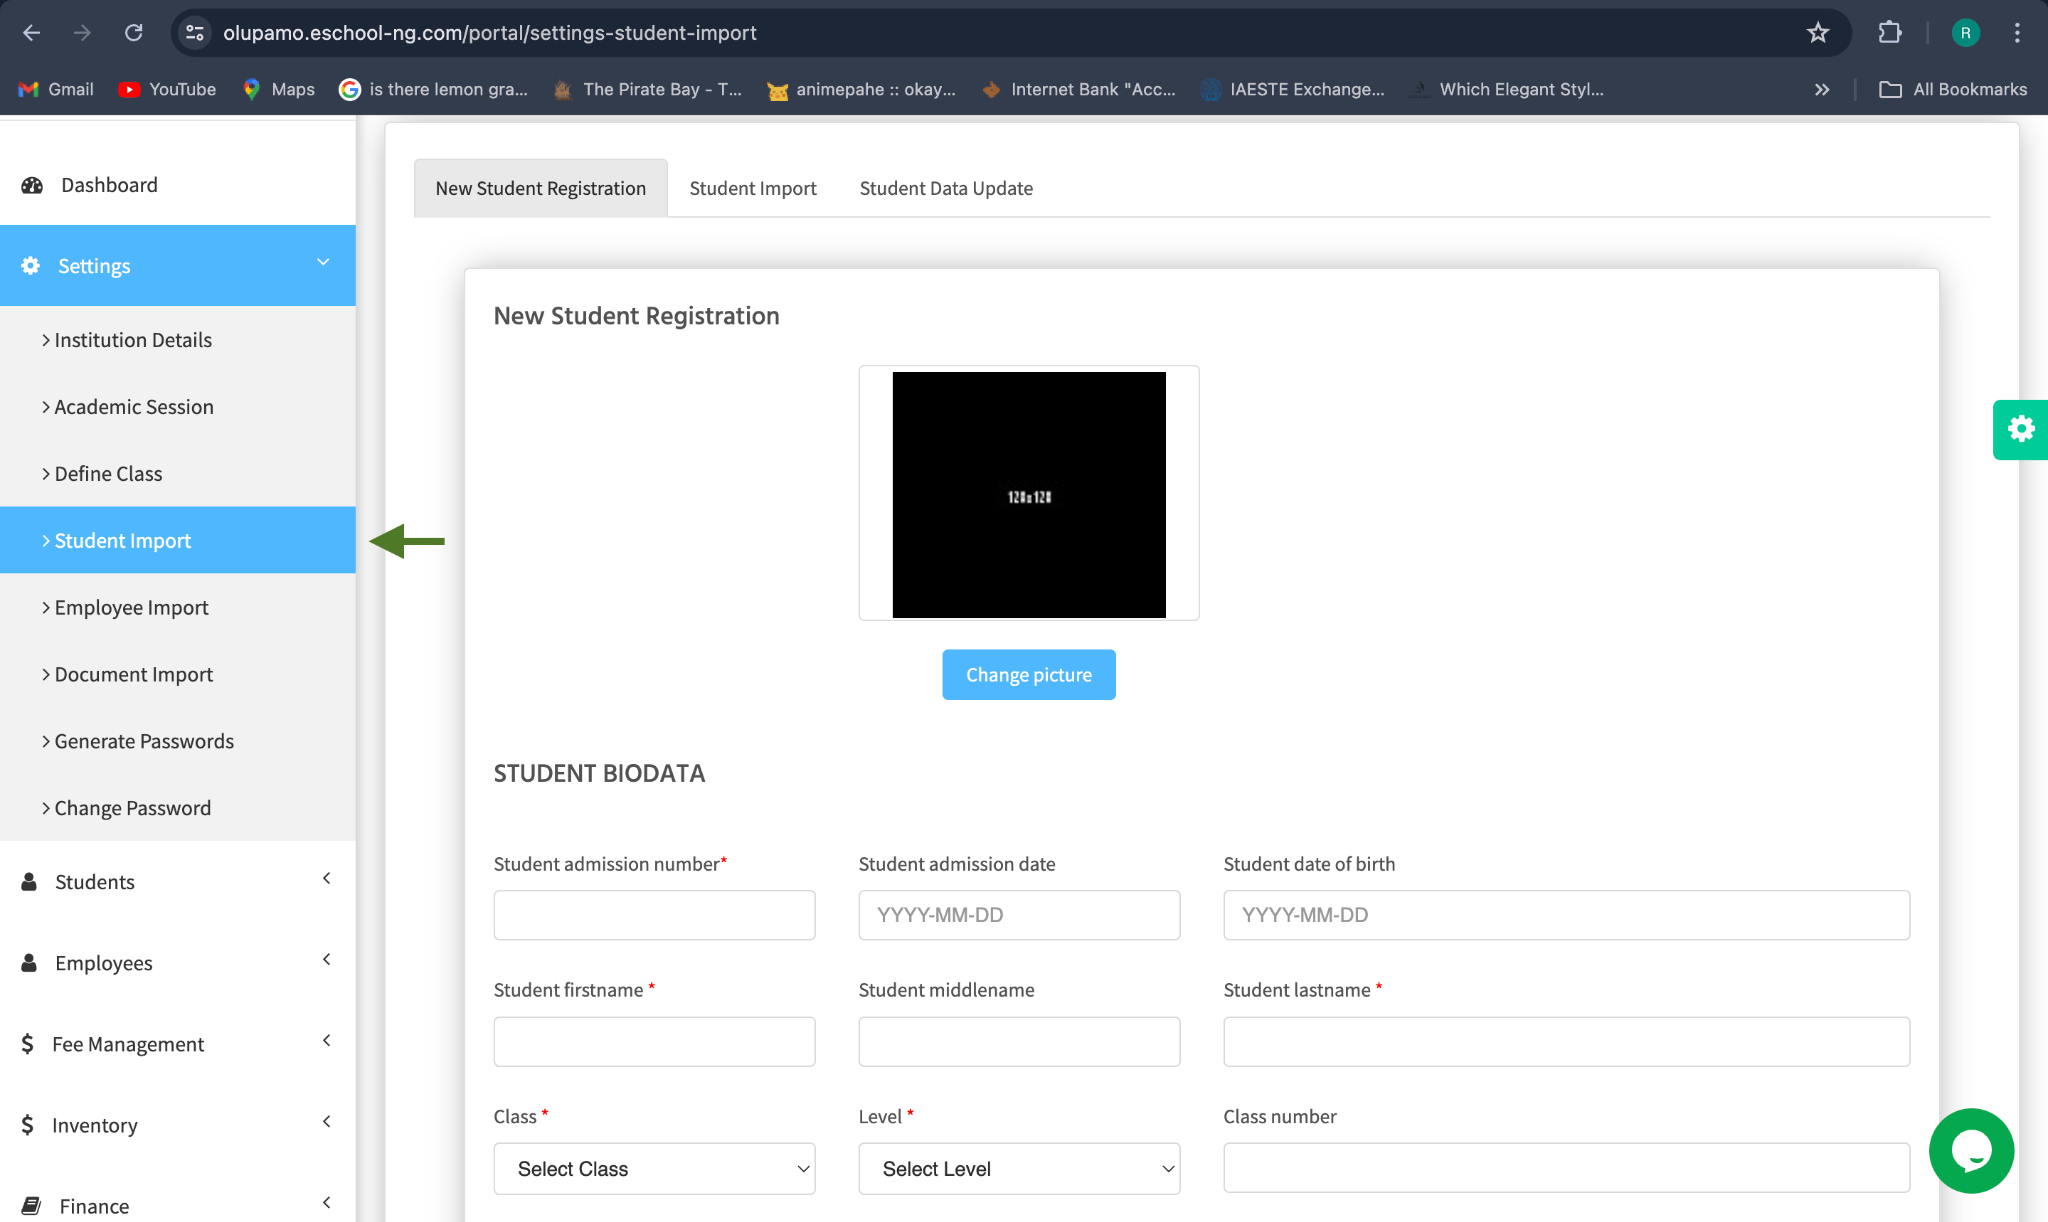 olupamo.eschool-ng.com/portal/settings-student-import
R
Gmail
YouTube
Maps
is there lemon gra...
The Pirate Bay - T...
animepahe :: okay...
Internet Bank "Acc...
IAESTE Exchange...
Which Elegant Styl...
All Bookmarks
Dashboard
Settings
Institution Details
Academic Session
Define Class
Student Import
Employee Import
Document Import
Generate Passwords
Change Password
Students
Employees
Fee Management
Inventory
Finance
New Student Registration
Student Import
Student Data Update
New Student Registration
128x128
Change picture
STUDENT BIODATA
Student admission number*
Student admission date
Student date of birth
YYYY-MM-DD
YYYY-MM-DD
Student firstname *
Student middlename
Student lastname *
Class *
Level *
Class number
Select Class
Select Level